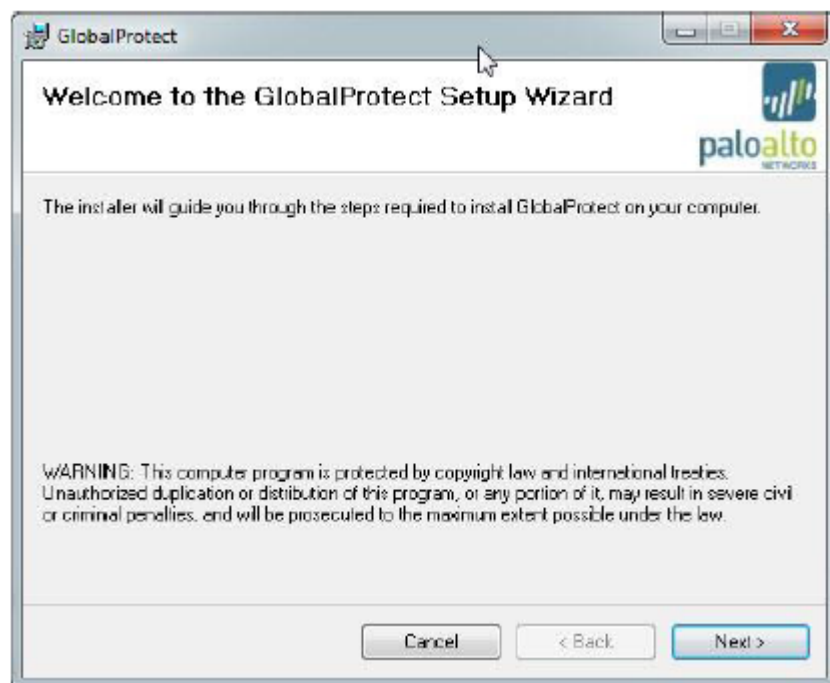 GlobalProtect
Welcome to the GlobalProtect Setup Wizard
paloalto
NETWORKS
The installer will guide you through the steps required to install GlobalProtect on your computer.
WARNING: This computer program is protected by copyright law and international treaties.
Unauthorized duplication or distribution of this program, or any portion of it, may result in severe civil
or criminal penalties, and will be prosecuted to the maximum extent possible under the law.
Cancel
< Back
Next >